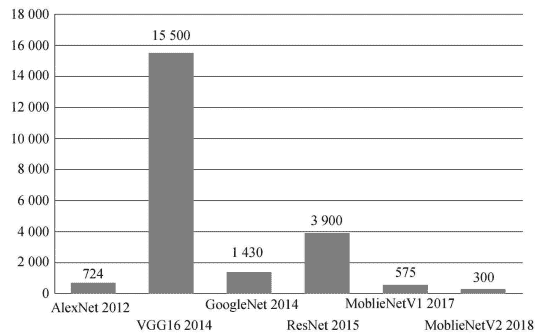 18 000
16 000
14 000
12 000
10 000
8 000
6 000
4 000
2 000
0
724
15 500
1 430
3 900
575
300
AlexNet 2012
VGG16 2014
GoogleNet 2014
ResNet 2015
MoblieNetV1 2017
MoblieNetV2 2018